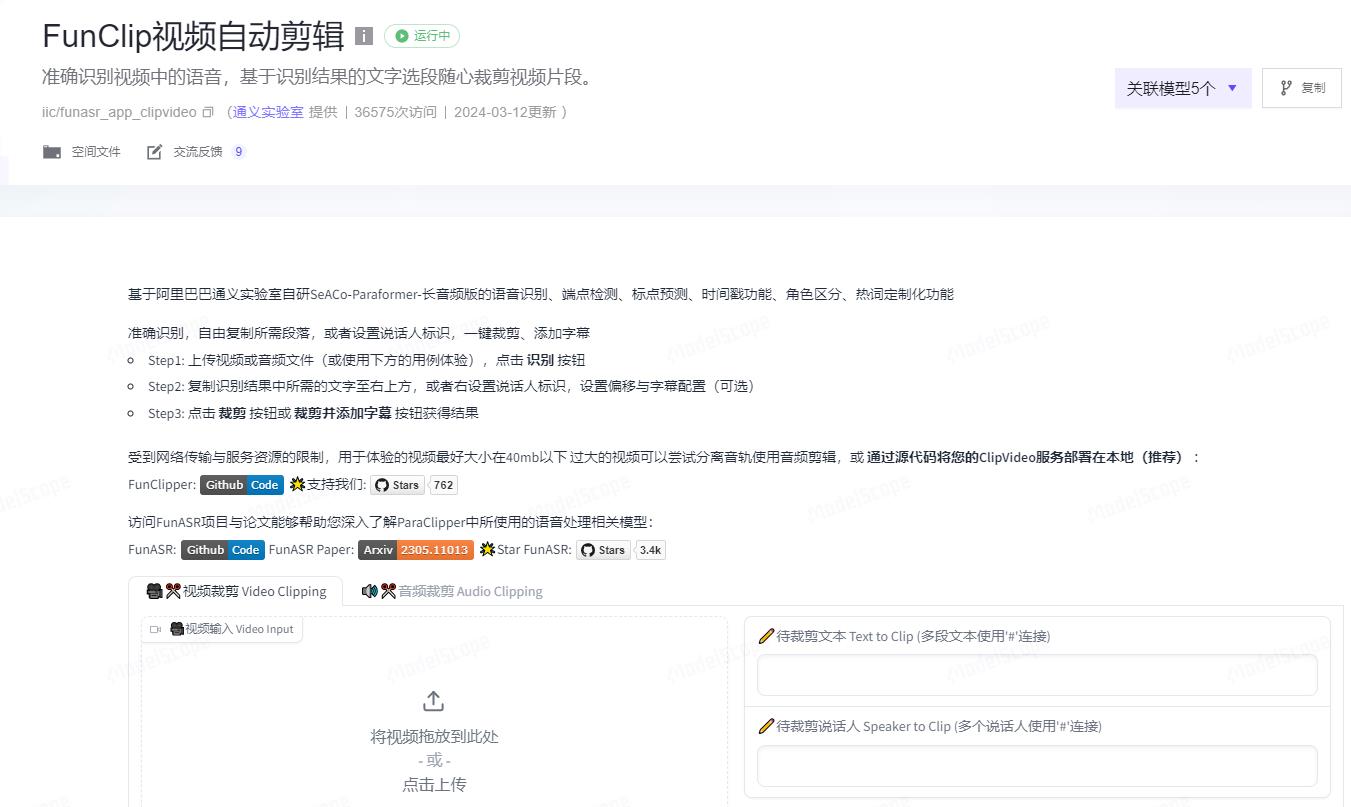 FunClip视频自动剪辑 i 运行中
准确识别视频中的语音，基于识别结果的文字选段随心裁剪视频片段。
关联模型5个 复制
iic/funasr_app_clipvideo （通义实验室 提供 | 36575次访问 | 2024-03-12更新 ）
空间文件 交流反馈 9
基于阿里巴巴通义实验室自研SeACo-Paraformer-长音频版的语音识别、端点检测、标点预测、时间戳功能、角色区分、热词定制化功能
准确识别，自由复制所需段落，或者设置说话人标识，一键裁剪、添加字幕
Step1: 上传视频或音频文件（或使用下方的用例体验），点击 识别 按钮
Step2: 复制识别结果中所需的文字至右上方，或者右设置说话人标识，设置偏移与字幕配置（可选）
Step3: 点击 裁剪 按钮或 裁剪并添加字幕 按钮获得结果
受到网络传输与服务资源的限制，用于体验的视频最好大小在40mb以下 过大的视频可以尝试分离音轨使用音频剪辑，或 通过源代码将您的ClipVideo服务部署在本地（推荐）：
FunClipper: Github Code 支持我们: Stars 762
访问FunASR项目与论文能够帮助您深入了解ParaClipper中所使用的语音处理相关模型：
FunASR: Github Code FunASR Paper: Arxiv 2305.11013 Star FunASR: Stars 3.4k
视频裁剪 Video Clipping 音频裁剪 Audio Clipping
视频输入 Video Input
将视频拖放到此处
- 或 -
点击上传
待裁剪文本 Text to Clip (多段文本使用'#'连接)
待裁剪说话人 Speaker to Clip (多个说话人使用'#'连接)
ModelScope